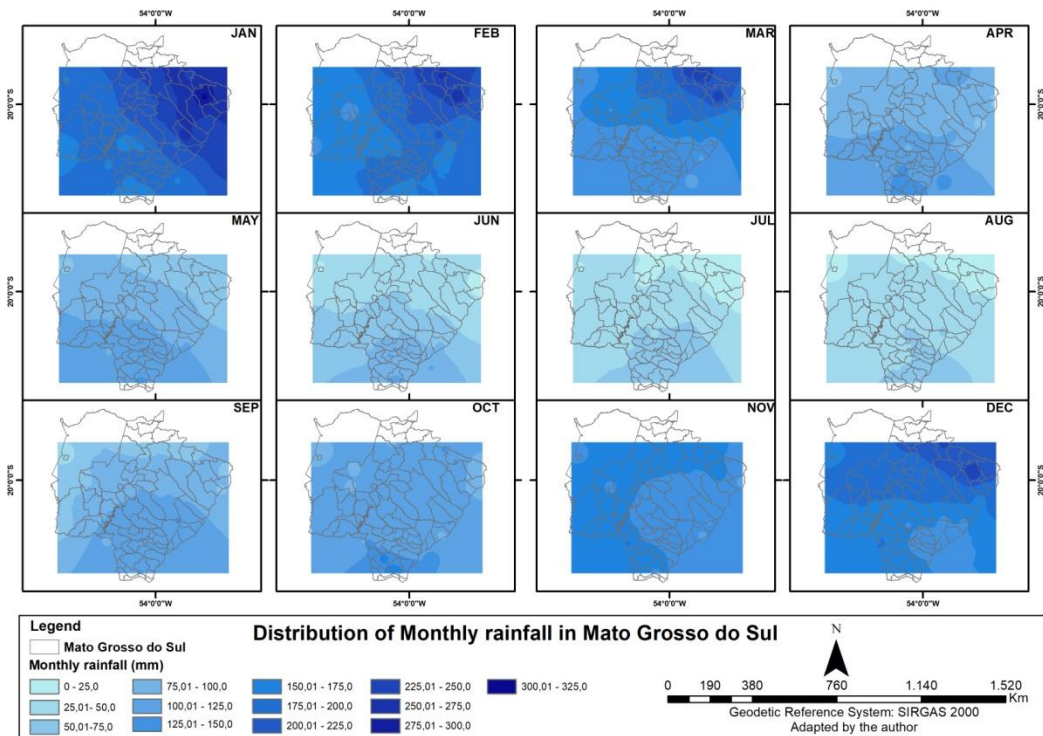 54°0'0"W 54°0'0"W 54°0'0"W 54°0'0"W
JAN FEB MAR APR
20°0'0"S 20°0'0"S
MAY JUN JUL AUG
20°0'0"S 20°0'0"S
SEP OCT NOV DEC
20°0'0"S 20°0'0"S
54°0'0"W 54°0'0"W 54°0'0"W 54°0'0"W
Legend
Mato Grosso do Sul
Monthly rainfall (mm)
0 - 25,0
25,01- 50,0
50,01-75,0
75,01 - 100,0
100,01 - 125,0
125,01 - 150,0
150,01 - 175,0
175,01 - 200,0
200,01 - 225,0
225,01 - 250,0
250,01 - 275,0
275,01 - 300,0
300,01 - 325,0
Distribution of Monthly rainfall in Mato Grosso do Sul
N
0 190 380 760 1.140 1.520
Km
Geodetic Reference System: SIRGAS 2000
Adapted by the author